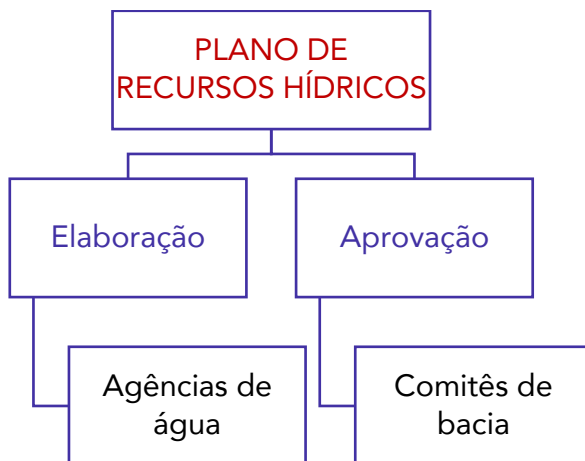 PLANO DE
RECURSOS HÍDRICOS
Elaboração
Aprovação
Agências de
água
Comitês de
bacia